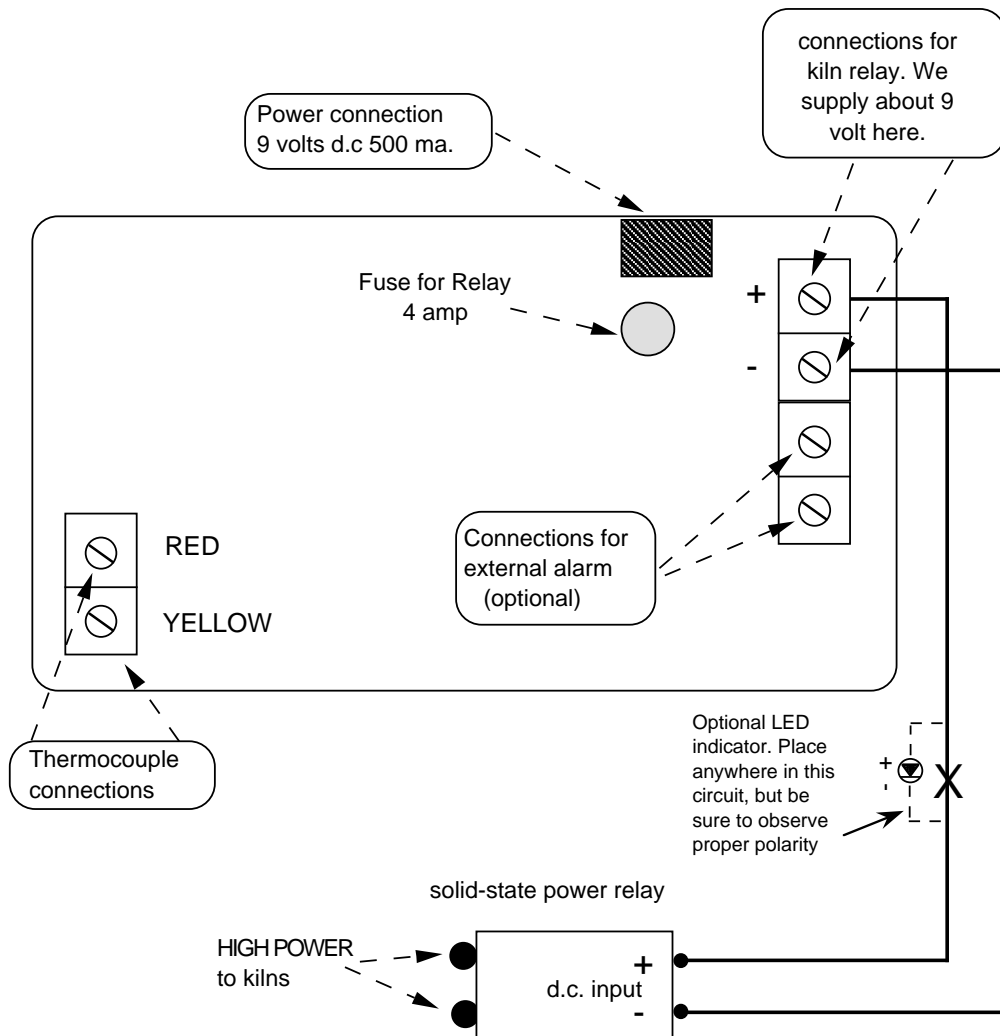 connections for
kiln relay. We
supply about 9
volt here.
Power connection
9 volts d.c 500 ma.
Fuse for Relay
4 amp
+
-
RED
YELLOW
Connections for
external alarm
(optional)
Thermocouple
connections
Optional LED
indicator. Place
anywhere in this
circuit, but be
sure to observe
proper polarity
+
-
X
solid-state power relay
HIGH POWER
to kilns
+
d.c. input
-